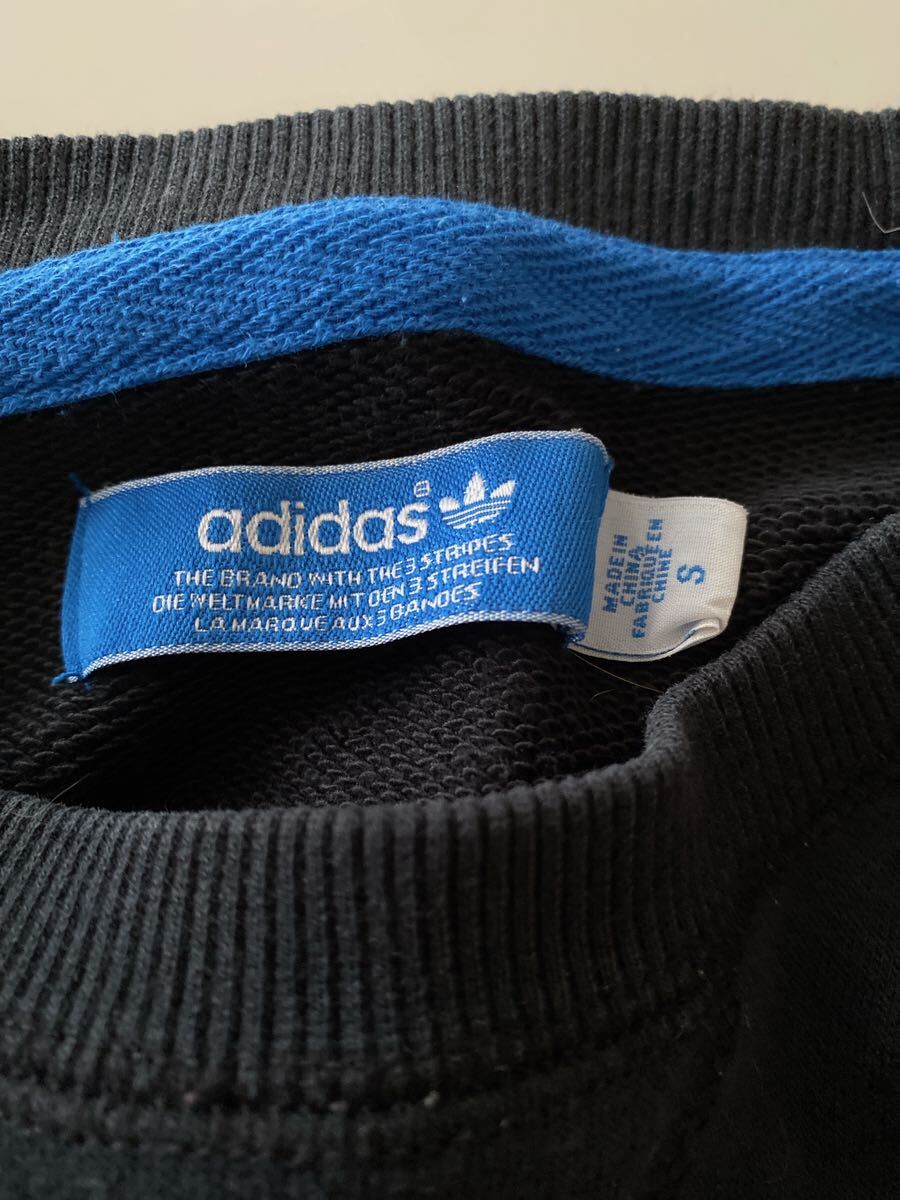 adidas®
THE BRAND WITH THE 3 STRIPES
DIE WELTMARKE MIT DEN 3 STREIFEN
LA MARQUE AUX 3 BANDES
MADE IN
CHINA
FABRIQUÉ EN
CHINE
S